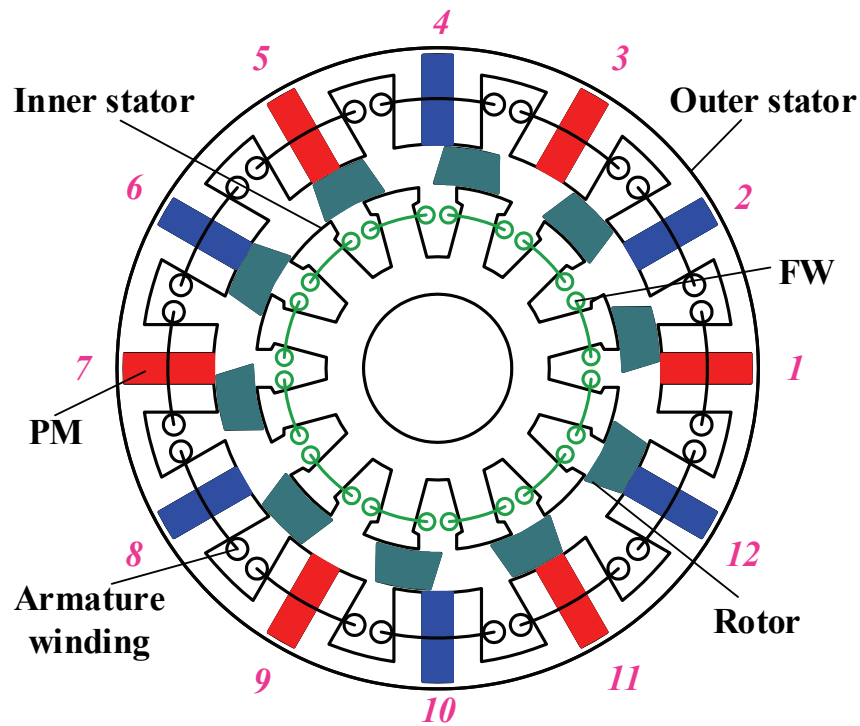 4
5
3
Inner stator
Outer stator
6
2
FW
7
1
PM
8
12
Armature
winding
Rotor
9
11
10